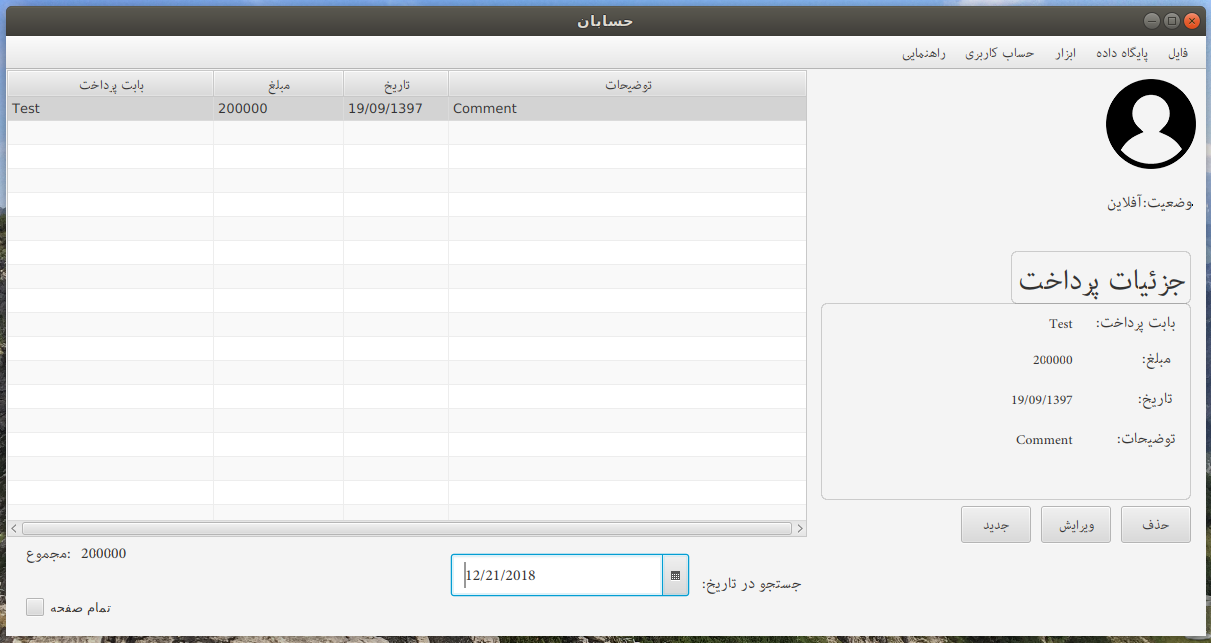 حسابان
فایل پایگاه داده ابزار حساب کاربری راهنمایی
بابت پرداخت مبلغ تاریخ توضیحات
Test 200000 19/09/1397 Comment
وضعیت:آفلاین
جزئیات پرداخت
بابت پرداخت: Test
مبلغ: 200000
تاریخ: 19/09/1397
توضیحات: Comment
حذف ویرایش جدید
مجموع: 200000
جستجو در تاریخ: 12/21/2018
تمام صفحه